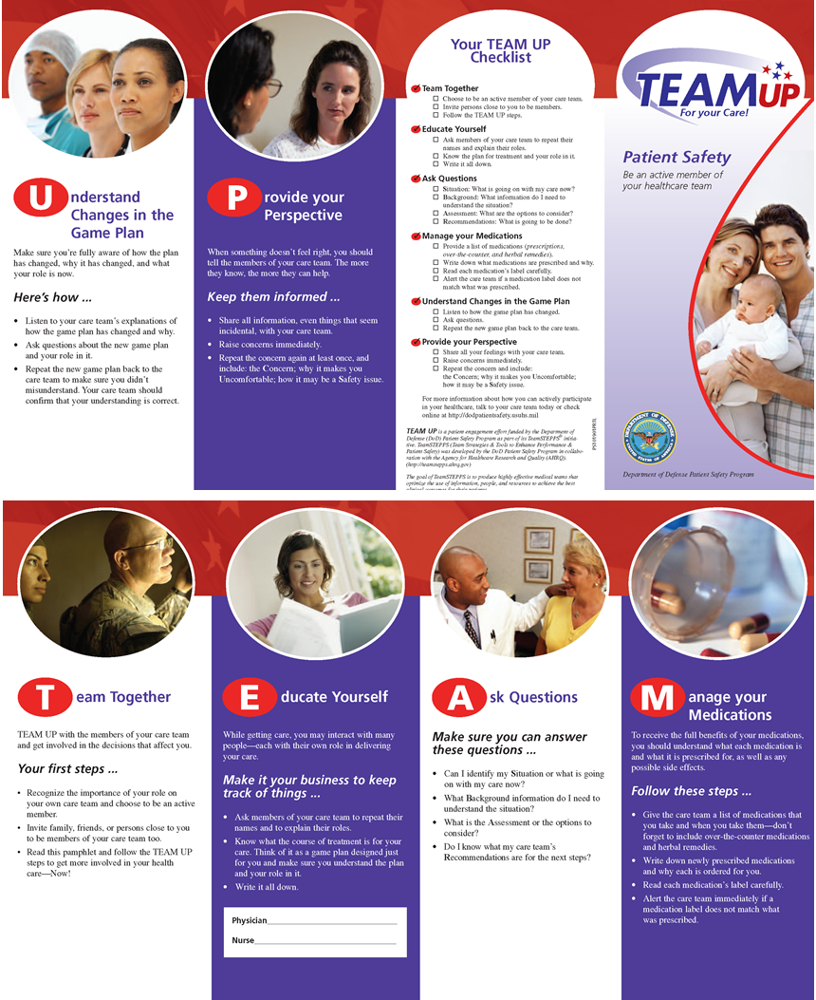 Understand
Changes in the
Game Plan
Make sure you're fully aware of how the plan
has changed, why it has changed, and what
your role is now.
Here's how ...
• Listen to your care team's explanations of
how the game plan has changed and why.
• Ask questions about the new game plan
and your role in it.
• Repeat the new game plan back to the
care team to make sure you didn't
misunderstand. Your care team should
confirm that your understanding is correct.
Provide your
Perspective
When something doesn't feel right, you should
tell the members of your care team. The more
they know, the more they can help.
Keep them informed ...
• Share all information, even things that seem
incidental, with your care team.
• Raise concerns immediately.
• Repeat the concern again at least once, and
include: the Concern; why it makes you
Uncomfortable; how it may be a Safety issue.
Your TEAM UP
Checklist
Team Together
Choose to be an active member of your care team.
Invite persons close to you to be members.
Follow the TEAM UP steps.
Educate Yourself
Ask members of your care team to repeat their
names and explain their roles.
Know the plan for treatment and your role in it.
Write it all down.
Ask Questions
Situation: What is going on with my care now?
Background: What information do I need to
understand the situation?
Assessment: What are the options to consider?
Recommendations: What is going to be done?
Manage your Medications
Provide a list of medications (prescriptions,
over-the-counter, and herbal remedies).
Write down what medications are prescribed and why.
Read each medication's label carefully.
Alert the care team if a medication label does not
match what was prescribed.
Understand Changes in the Game Plan
Listen to how the game plan has changed.
Ask questions.
Repeat the new game plan back to the care team.
Provide your Perspective
Share all your feelings with your care team.
Raise concerns immediately.
Repeat the concern and include:
the Concern; why it makes you Uncomfortable;
how it may be a Safety issue.
For more information about how you can actively participate
in your healthcare, talk to your care team today or check
online at http://dodpatientsafety.usuhs.mil
TEAM UP is a patient engagement effort funded by the Department of
Defense (DoD) Patient Safety Program as part of its TeamSTEPPS® initia-
tive. TeamSTEPPS (Team Strategies & Tools to Enhance Performance &
Patient Safety) was developed by the DoD Patient Safety Program in collabo-
ration with the Agency for Healthcare Research and Quality (AHRQ).
(http://teamstepps.ahrq.gov)
The goal of TeamSTEPPS is to produce highly effective medical teams that
optimize the use of information, people, and resources to achieve the best
clinical outcomes for their patients.
TEAMUP
For your Care!
Patient Safety
Be an active member of
your healthcare team
DEPARTMENT OF DEFENSE
UNITED STATES OF AMERICA
Department of Defense Patient Safety Program
Team Together
TEAM UP with the members of your care team
and get involved in the decisions that affect you.
Your first steps ...
• Recognize the importance of your role on
your own care team and choose to be an active
member.
• Invite family, friends, or persons close to you
to be members of your care team too.
• Read this pamphlet and follow the TEAM UP
steps to get more involved in your health
care—Now!
Educate Yourself
While getting care, you may interact with many
people—each with their own role in delivering
your care.
Make it your business to keep
track of things ...
• Ask members of your care team to repeat their
names and to explain their roles.
• Know what the course of treatment is for your
care. Think of it as a game plan designed just
for you and make sure you understand the plan
and your role in it.
• Write it all down.
Physician
Nurse
Ask Questions
Make sure you can answer
these questions ...
• Can I identify my Situation or what is going
on with my care now?
• What Background information do I need to
understand the situation?
• What is the Assessment or the options to
consider?
• Do I know what my care team's
Recommendations are for the next steps?
Manage your
Medications
To receive the full benefits of your medications,
you should understand what each medication is
and what it is prescribed for, as well as any
possible side effects.
Follow these steps ...
• Give the care team a list of medications that
you take and when you take them—don't
forget to include over-the-counter medications
and herbal remedies.
• Write down newly prescribed medications
and why each is ordered for you.
• Read each medication's label carefully.
• Alert the care team immediately if a
medication label does not match what
was prescribed.